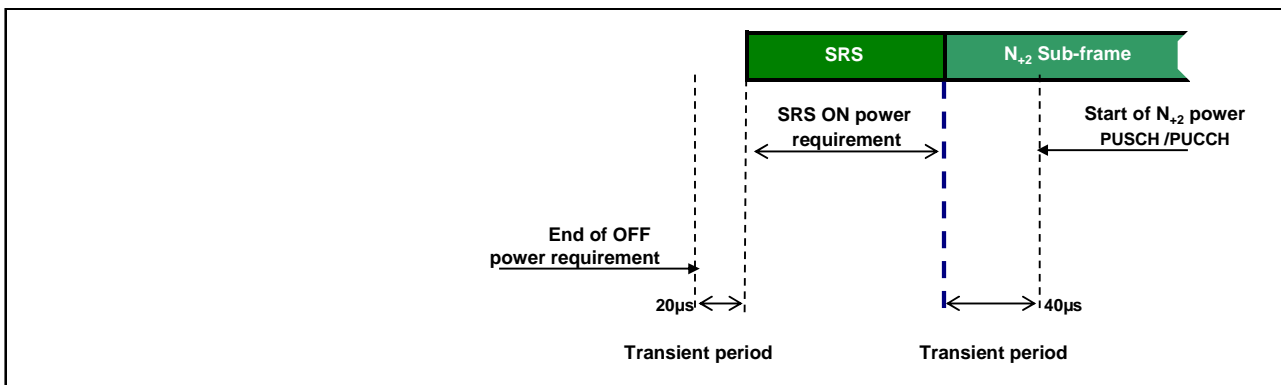 SRS
N+2 Sub-frame
SRS ON power
requirement
Start of N+2 power
PUSCH /PUCCH
End of OFF
power requirement
20µs
40µs
Transient period
Transient period